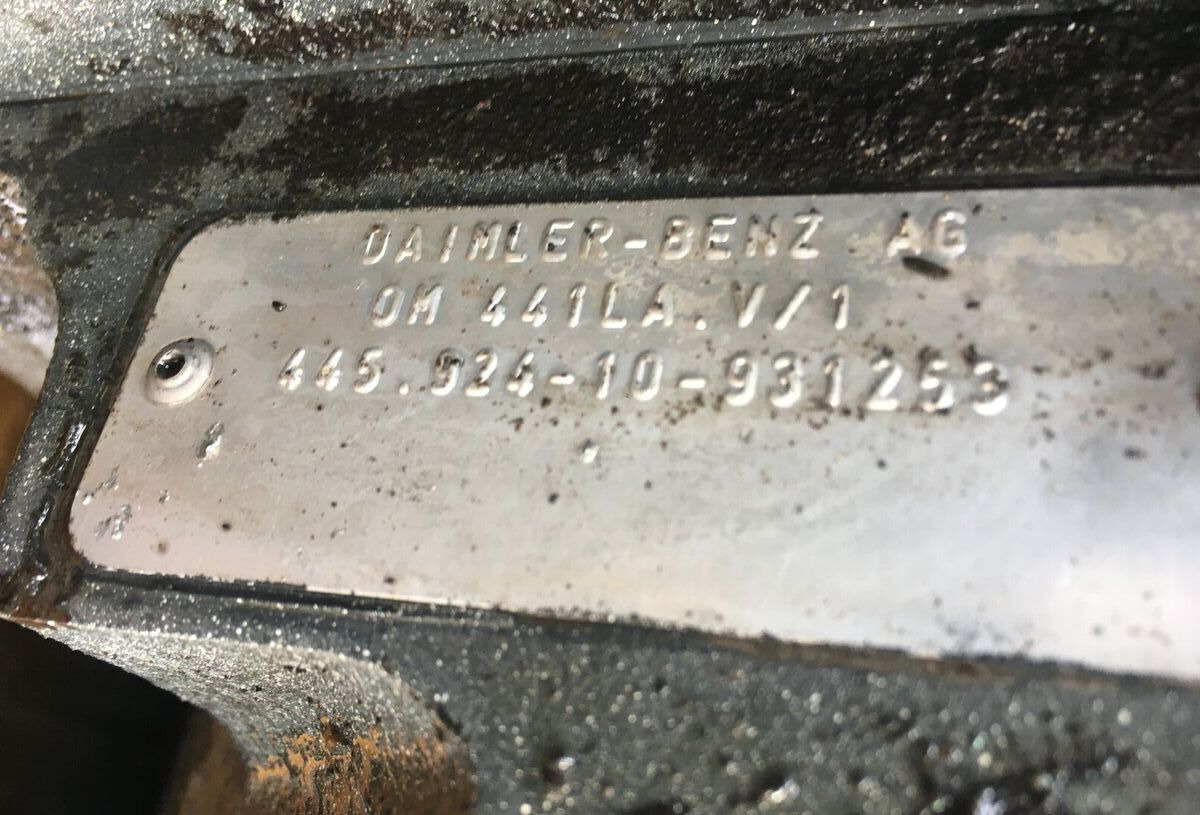 DAIMLER-BENZ AG
OM 441LA.V/1
445.924-10-931253